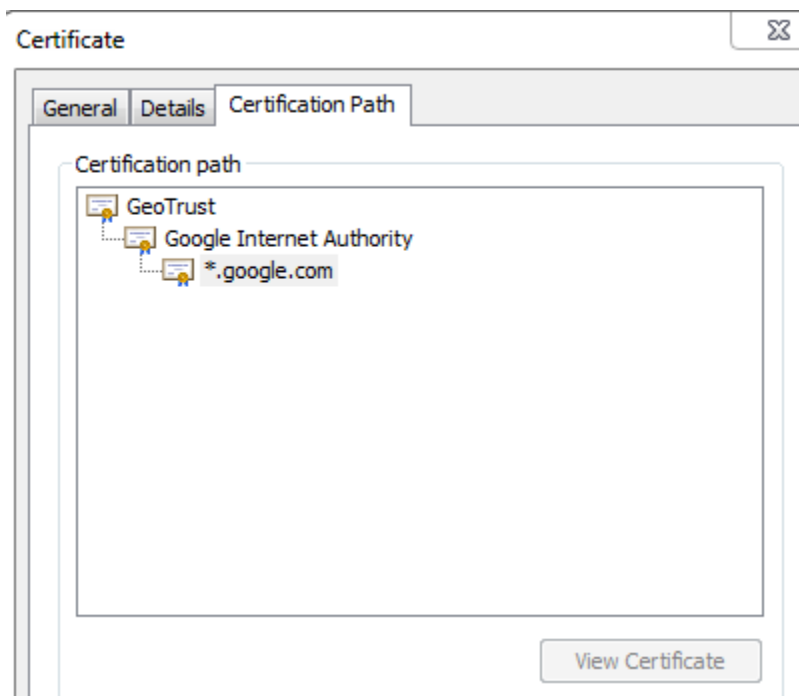 Certificate
General Details Certification Path
Certification path
GeoTrust
Google Internet Authority
*.google.com
View Certificate